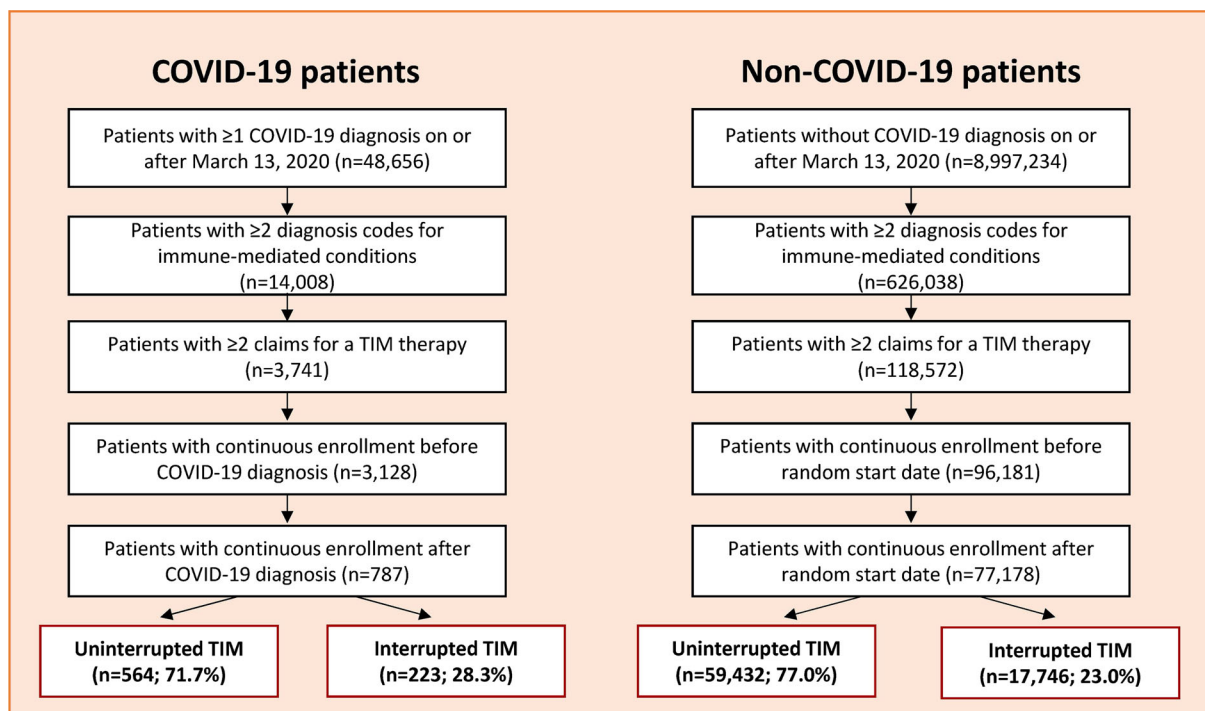 COVID-19 patients
Patients with ≥1 COVID-19 diagnosis on or
after March 13, 2020 (n=48,656)
Patients with ≥2 diagnosis codes for
immune-mediated conditions
(n=14,008)
Patients with ≥2 claims for a TIM therapy
(n=3,741)
Patients with continuous enrollment before
COVID-19 diagnosis (n=3,128)
Patients with continuous enrollment after
COVID-19 diagnosis (n=787)
Uninterrupted TIM
(n=564; 71.7%)
Interrupted TIM
(n=223; 28.3%)
Non-COVID-19 patients
Patients without COVID-19 diagnosis on or
after March 13, 2020 (n=8,997,234)
Patients with ≥2 diagnosis codes for
immune-mediated conditions
(n=626,038)
Patients with ≥2 claims for a TIM therapy
(n=118,572)
Patients with continuous enrollment before
random start date (n=96,181)
Patients with continuous enrollment after
random start date (n=77,178)
Uninterrupted TIM
(n=59,432; 77.0%)
Interrupted TIM
(n=17,746; 23.0%)